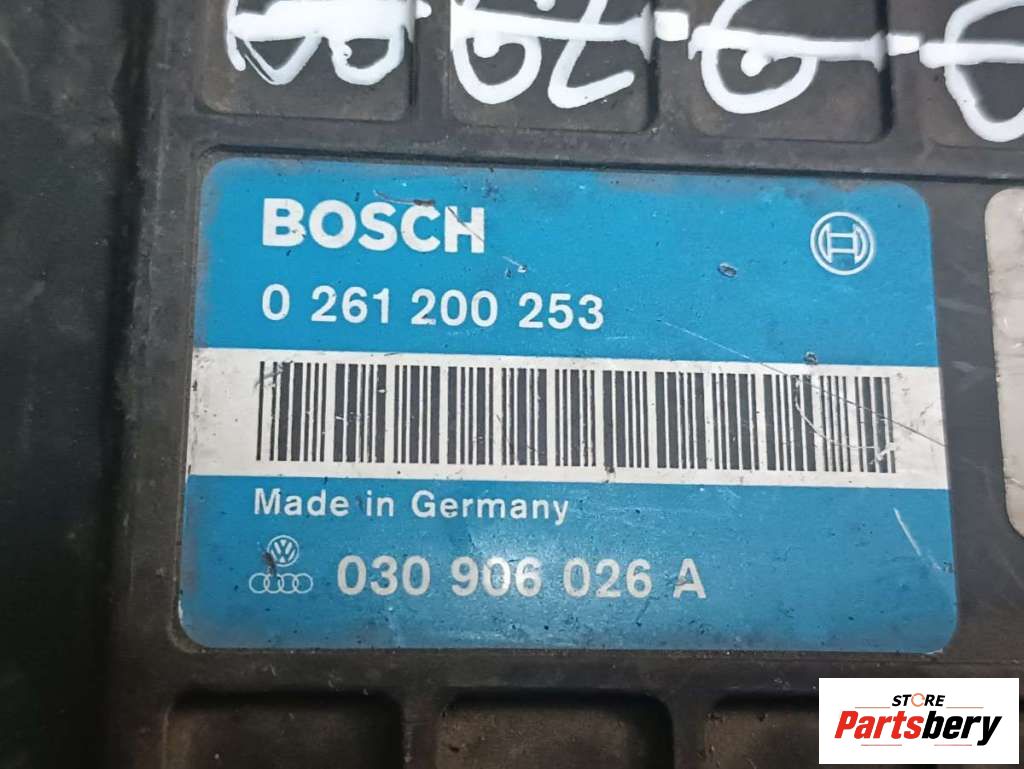 BOSCH
0 261 200 253
Made in Germany
030 906 026 A
STORE
Partsbery